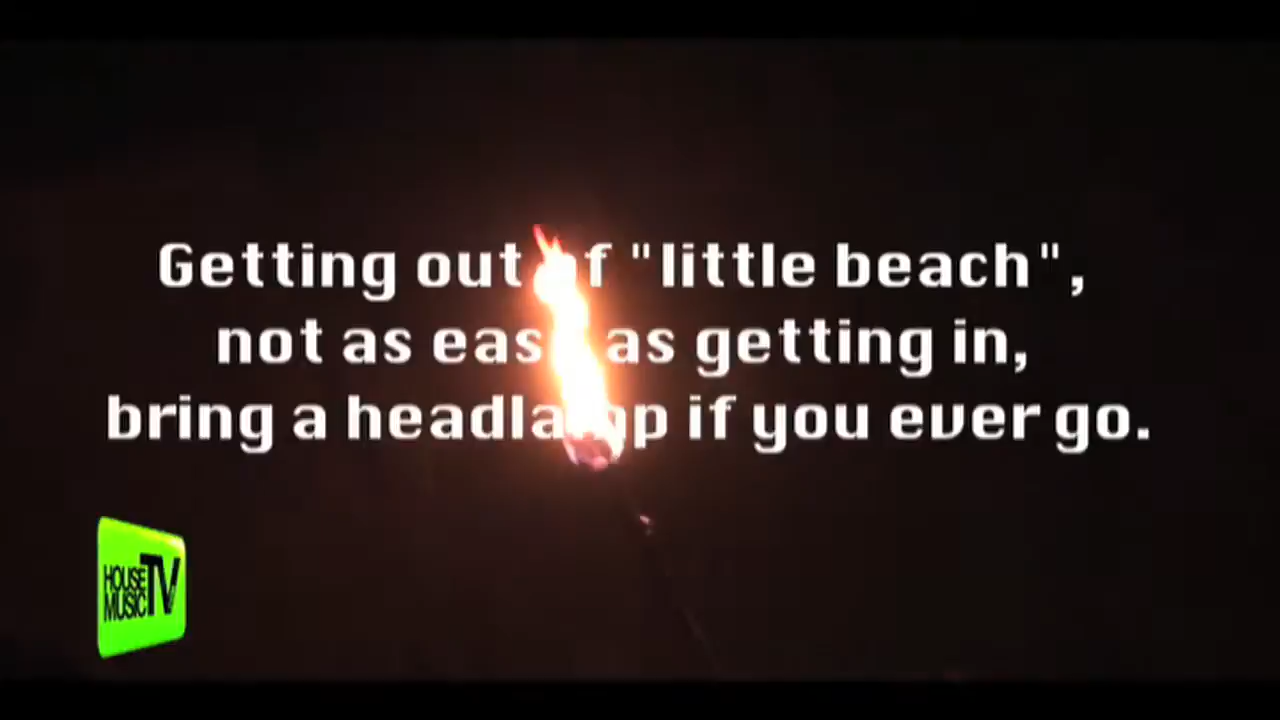 Getting out of "little beach",
not as easy as getting in,
bring a headlamp if you ever go.
HOUSE
MUSIC
TV